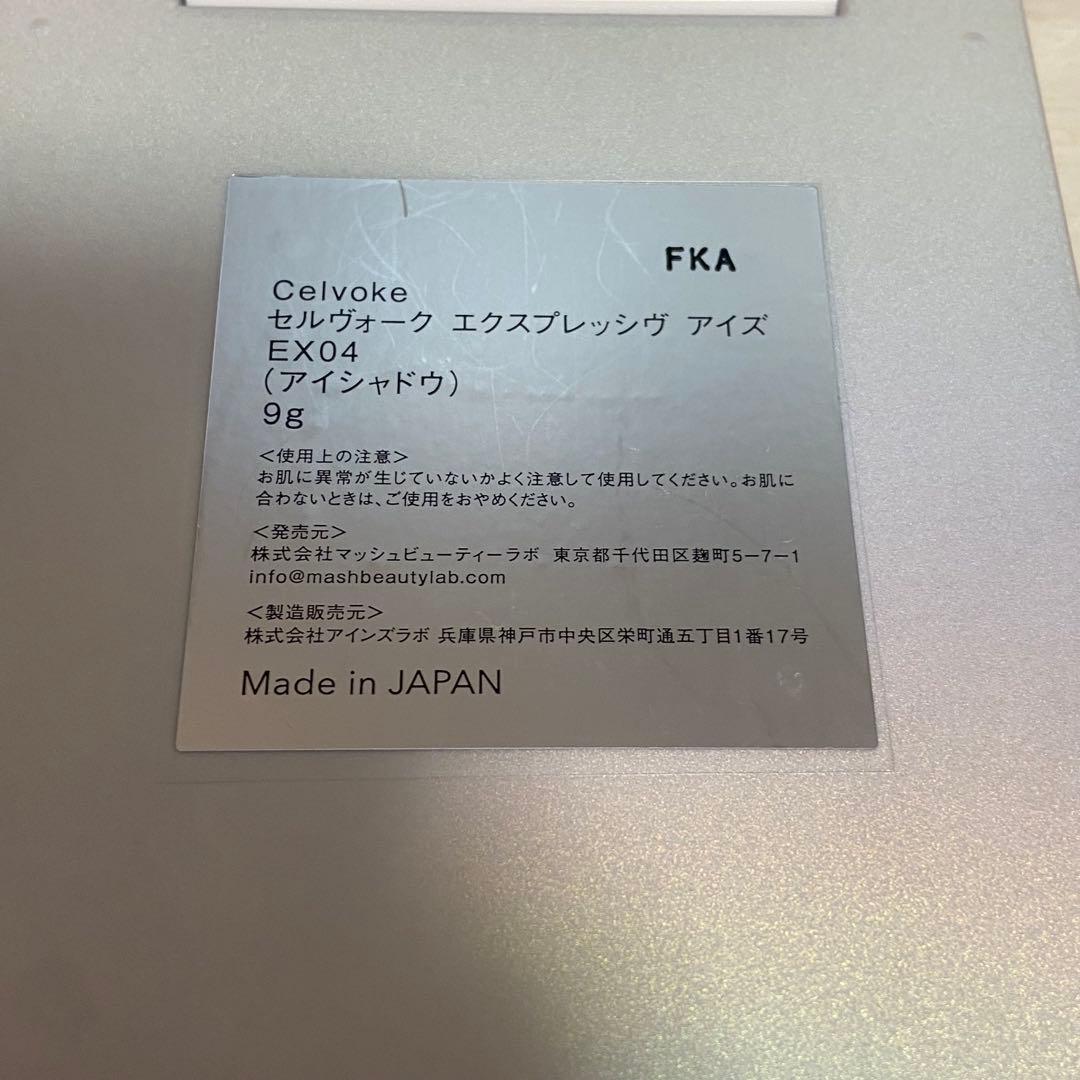 FKA
Celvoke
セルヴォーク エクスプレッシヴ アイズ
EX04
(アイシャドウ)
9g
<使用上の注意>
お肌に異常が生じていないかよく注意して使用してください。お肌に
合わないときは、ご使用をおやめください。
<発売元>
株式会社マッシュビューティーラボ 東京都千代田区麹町5-7-1
info@mashbeautylab.com
<製造販売元>
株式会社アインズラボ 兵庫県神戸市中央区栄町通五丁目1番17号
Made in JAPAN